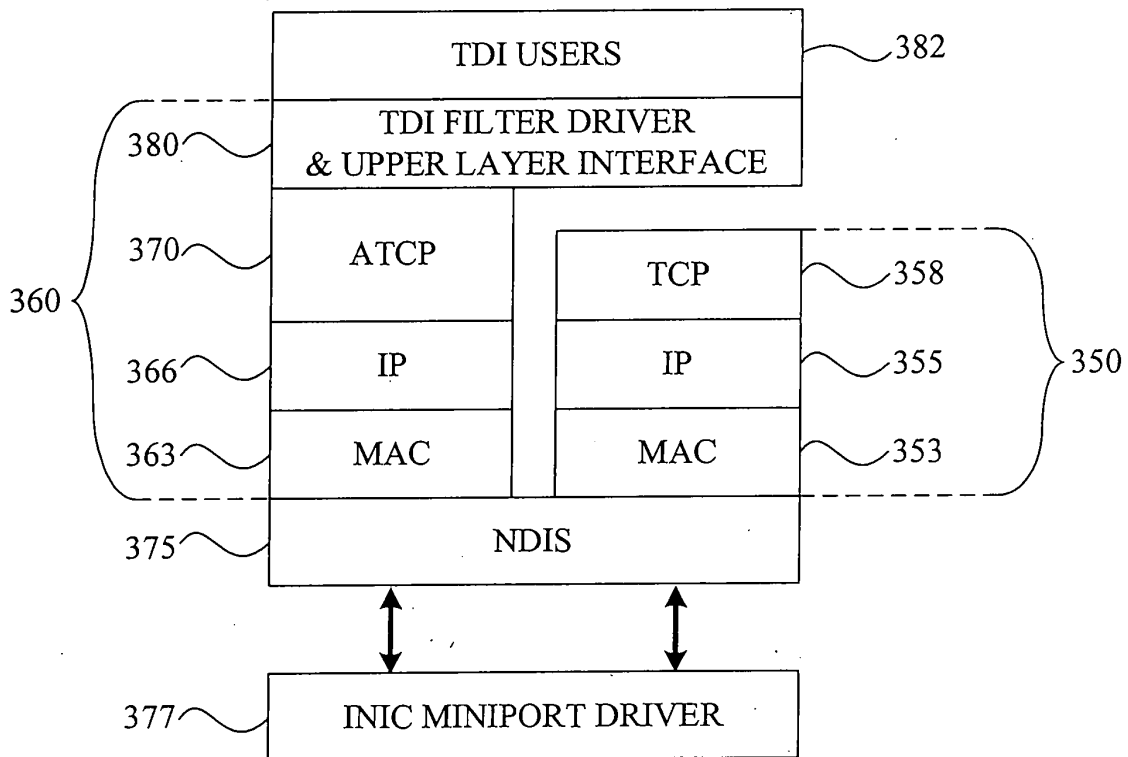 TDI USERS
382
TDI FILTER DRIVER
& UPPER LAYER INTERFACE
380
ATCP
370
TCP
358
360
IP
366
IP
355
350
MAC
363
MAC
353
NDIS
375
INIC MINIPORT DRIVER
377